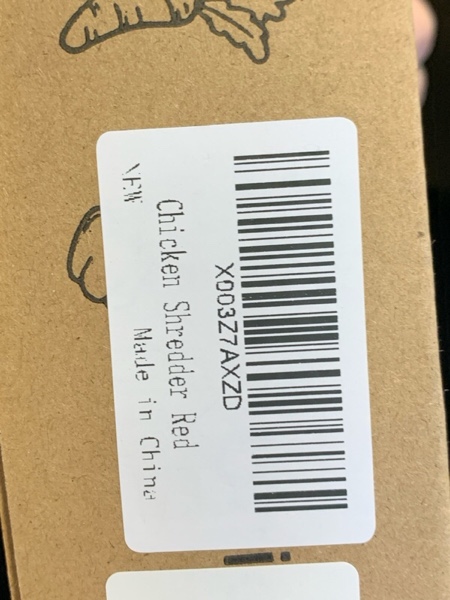 X003Z7AXZD
Chicken Shredder Red
NEW
Made in China